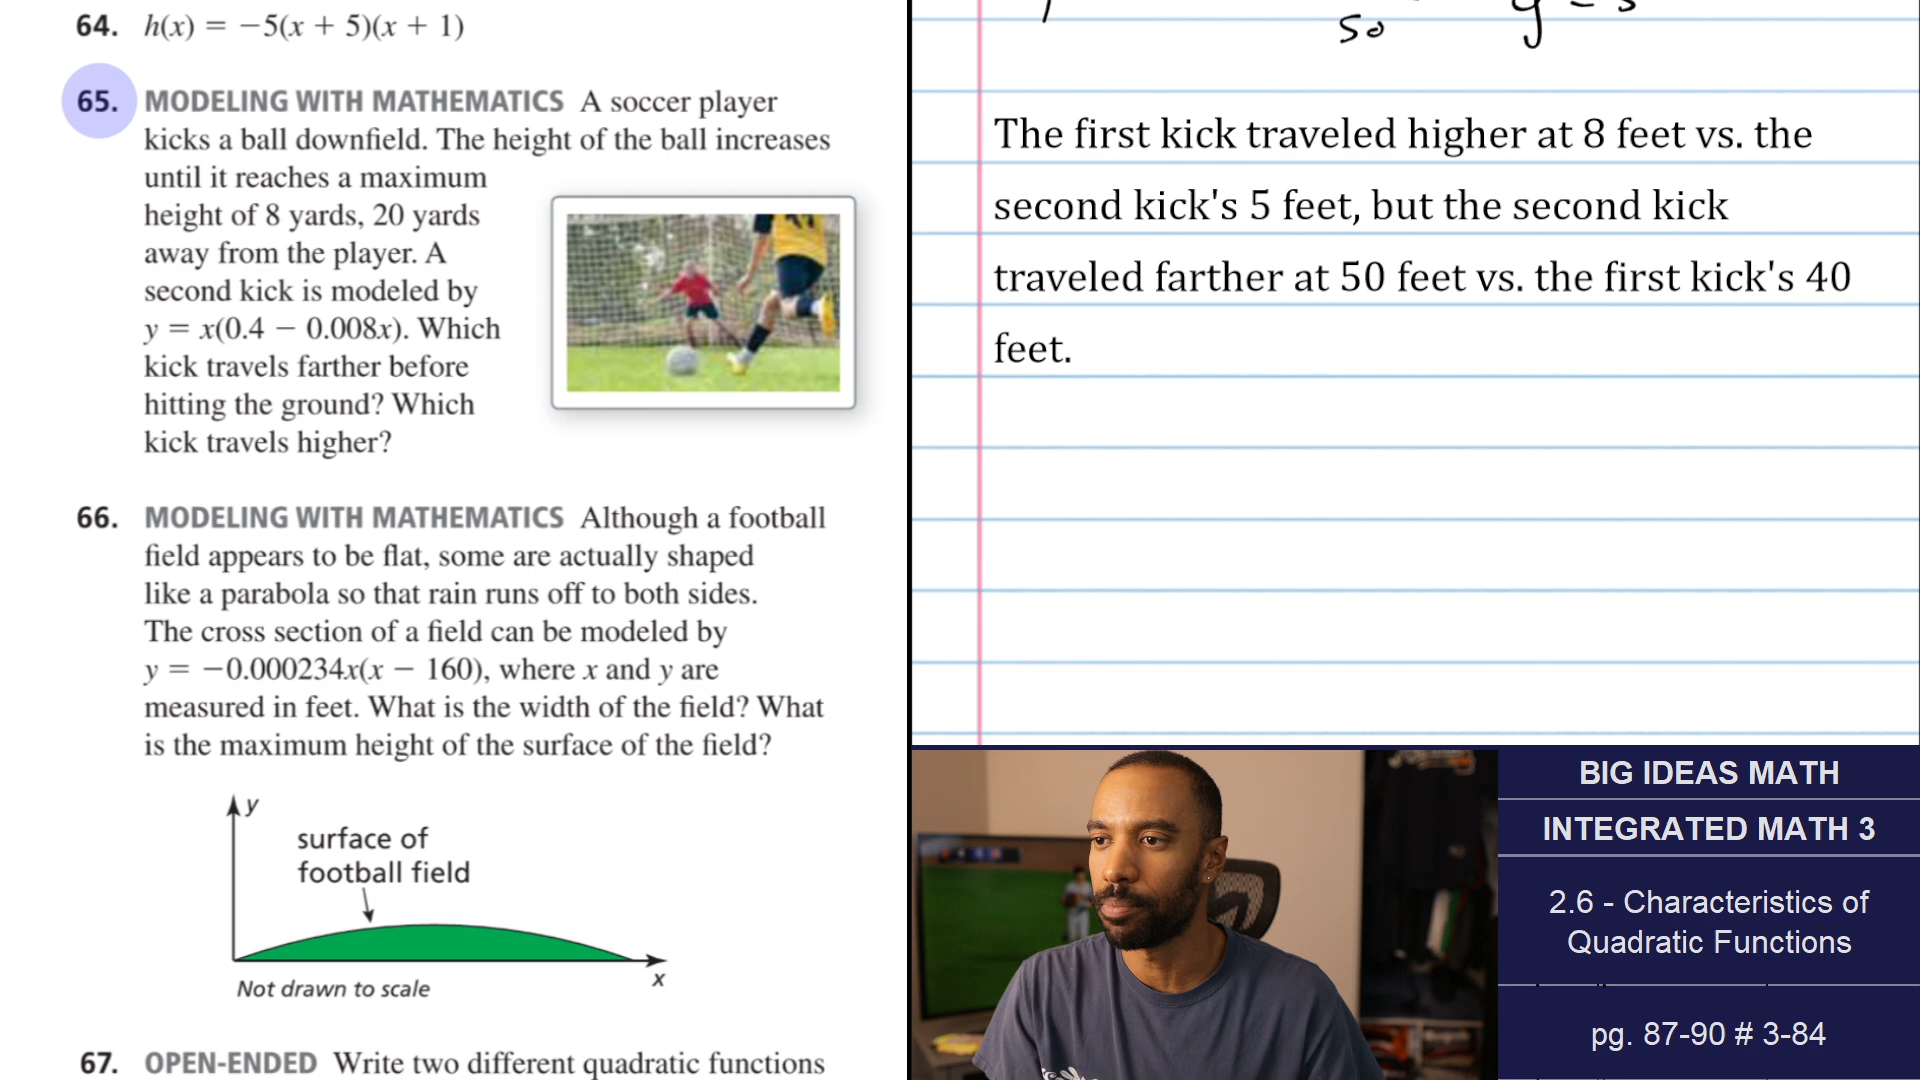 64. h(x) = −5(x + 5)(x + 1)
65. MODELING WITH MATHEMATICS A soccer player
kicks a ball downfield. The height of the ball increases
until it reaches a maximum
height of 8 yards, 20 yards
away from the player. A
second kick is modeled by
y = x(0.4 − 0.008x). Which
kick travels farther before
hitting the ground? Which
kick travels higher?
66. MODELING WITH MATHEMATICS Although a football
field appears to be flat, some are actually shaped
like a parabola so that rain runs off to both sides.
The cross section of a field can be modeled by
y = −0.000234x(x − 160), where x and y are
measured in feet. What is the width of the field? What
is the maximum height of the surface of the field?
y
surface of
football field
x
Not drawn to scale
67. OPEN-ENDED Write two different quadratic functions
50
The first kick traveled higher at 8 feet vs. the
second kick's 5 feet, but the second kick
traveled farther at 50 feet vs. the first kick's 40
feet.
BIG IDEAS MATH
INTEGRATED MATH 3
2.6 - Characteristics of
Quadratic Functions
pg. 87-90 # 3-84